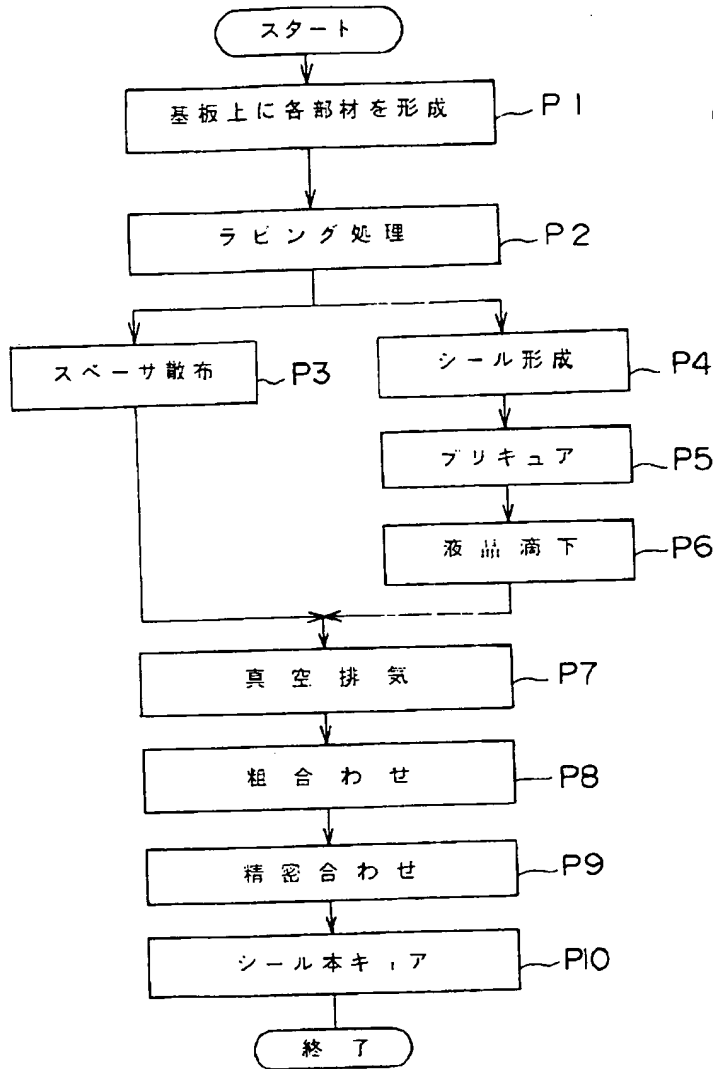 スタート
基板上に各部材を形成 P1
ラビング処理 P2
スペーサ散布 P3
シール形成 P4
プリキュア P5
液晶滴下 P6
真空排気 P7
粗合わせ P8
精密合わせ P9
シール本キュア P10
終了